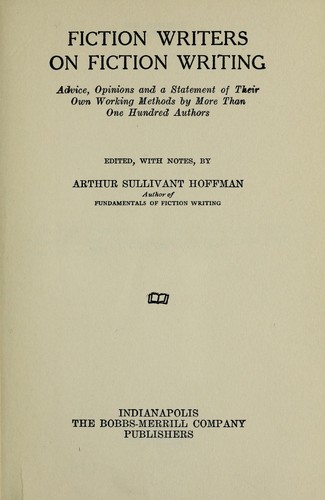 FICTION WRITERS
ON FICTION WRITING
Advice, Opinions and a Statement of Their
Own Working Methods by More Than
One Hundred Authors
EDITED, WITH NOTES, BY
ARTHUR SULLIVANT HOFFMAN
Author of
FUNDAMENTALS OF FICTION WRITING
INDIANAPOLIS
THE BOBBS-MERRILL COMPANY
PUBLISHERS